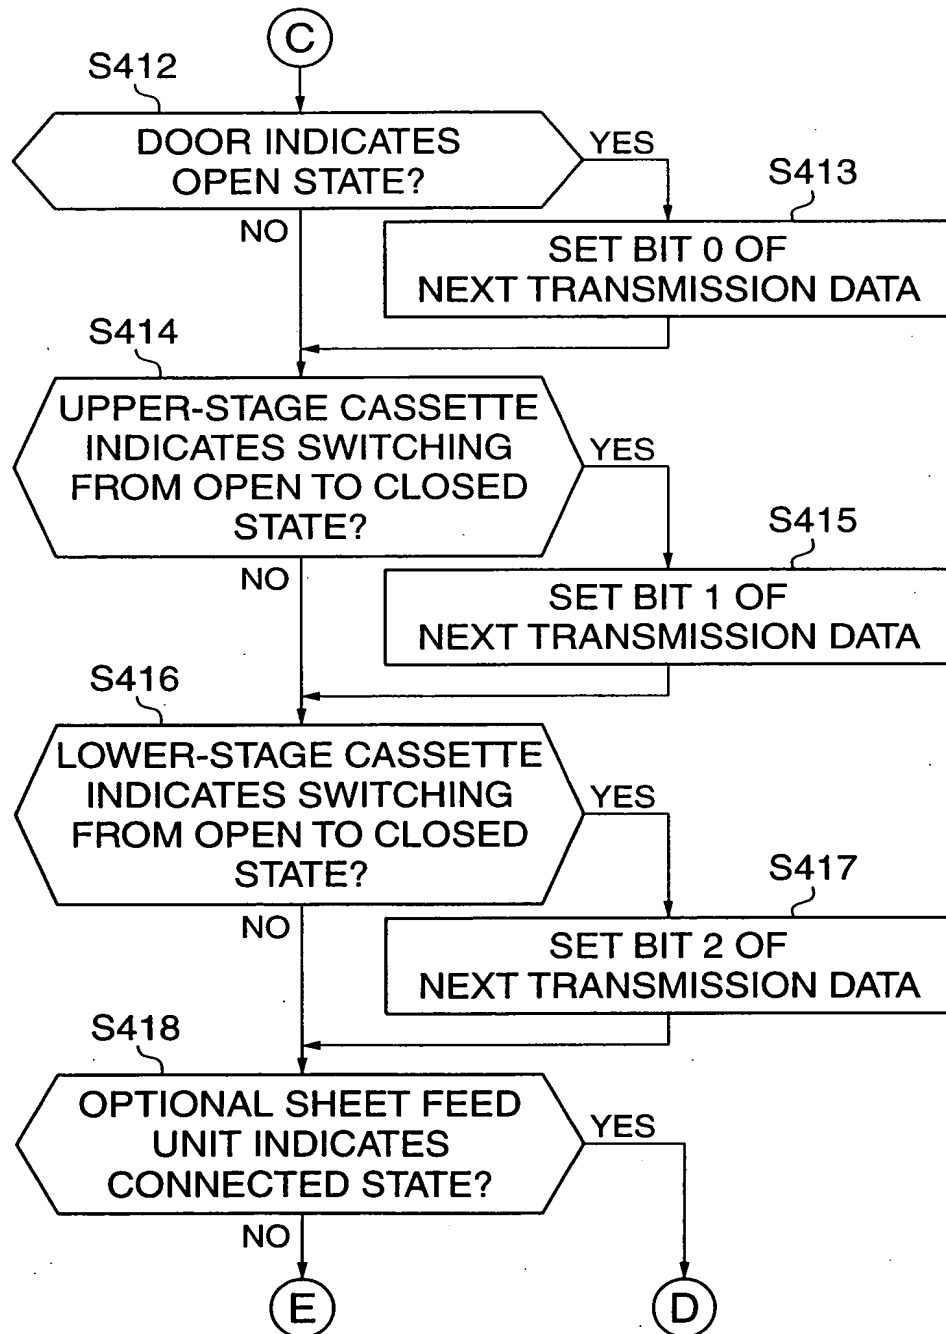 C
S412
DOOR INDICATES
OPEN STATE?
YES
NO
S413
SET BIT 0 OF
NEXT TRANSMISSION DATA
S414
UPPER-STAGE CASSETTE
INDICATES SWITCHING
FROM OPEN TO CLOSED
STATE?
YES
NO
S415
SET BIT 1 OF
NEXT TRANSMISSION DATA
S416
LOWER-STAGE CASSETTE
INDICATES SWITCHING
FROM OPEN TO CLOSED
STATE?
YES
NO
S417
SET BIT 2 OF
NEXT TRANSMISSION DATA
S418
OPTIONAL SHEET FEED
UNIT INDICATES
CONNECTED STATE?
YES
NO
E
D